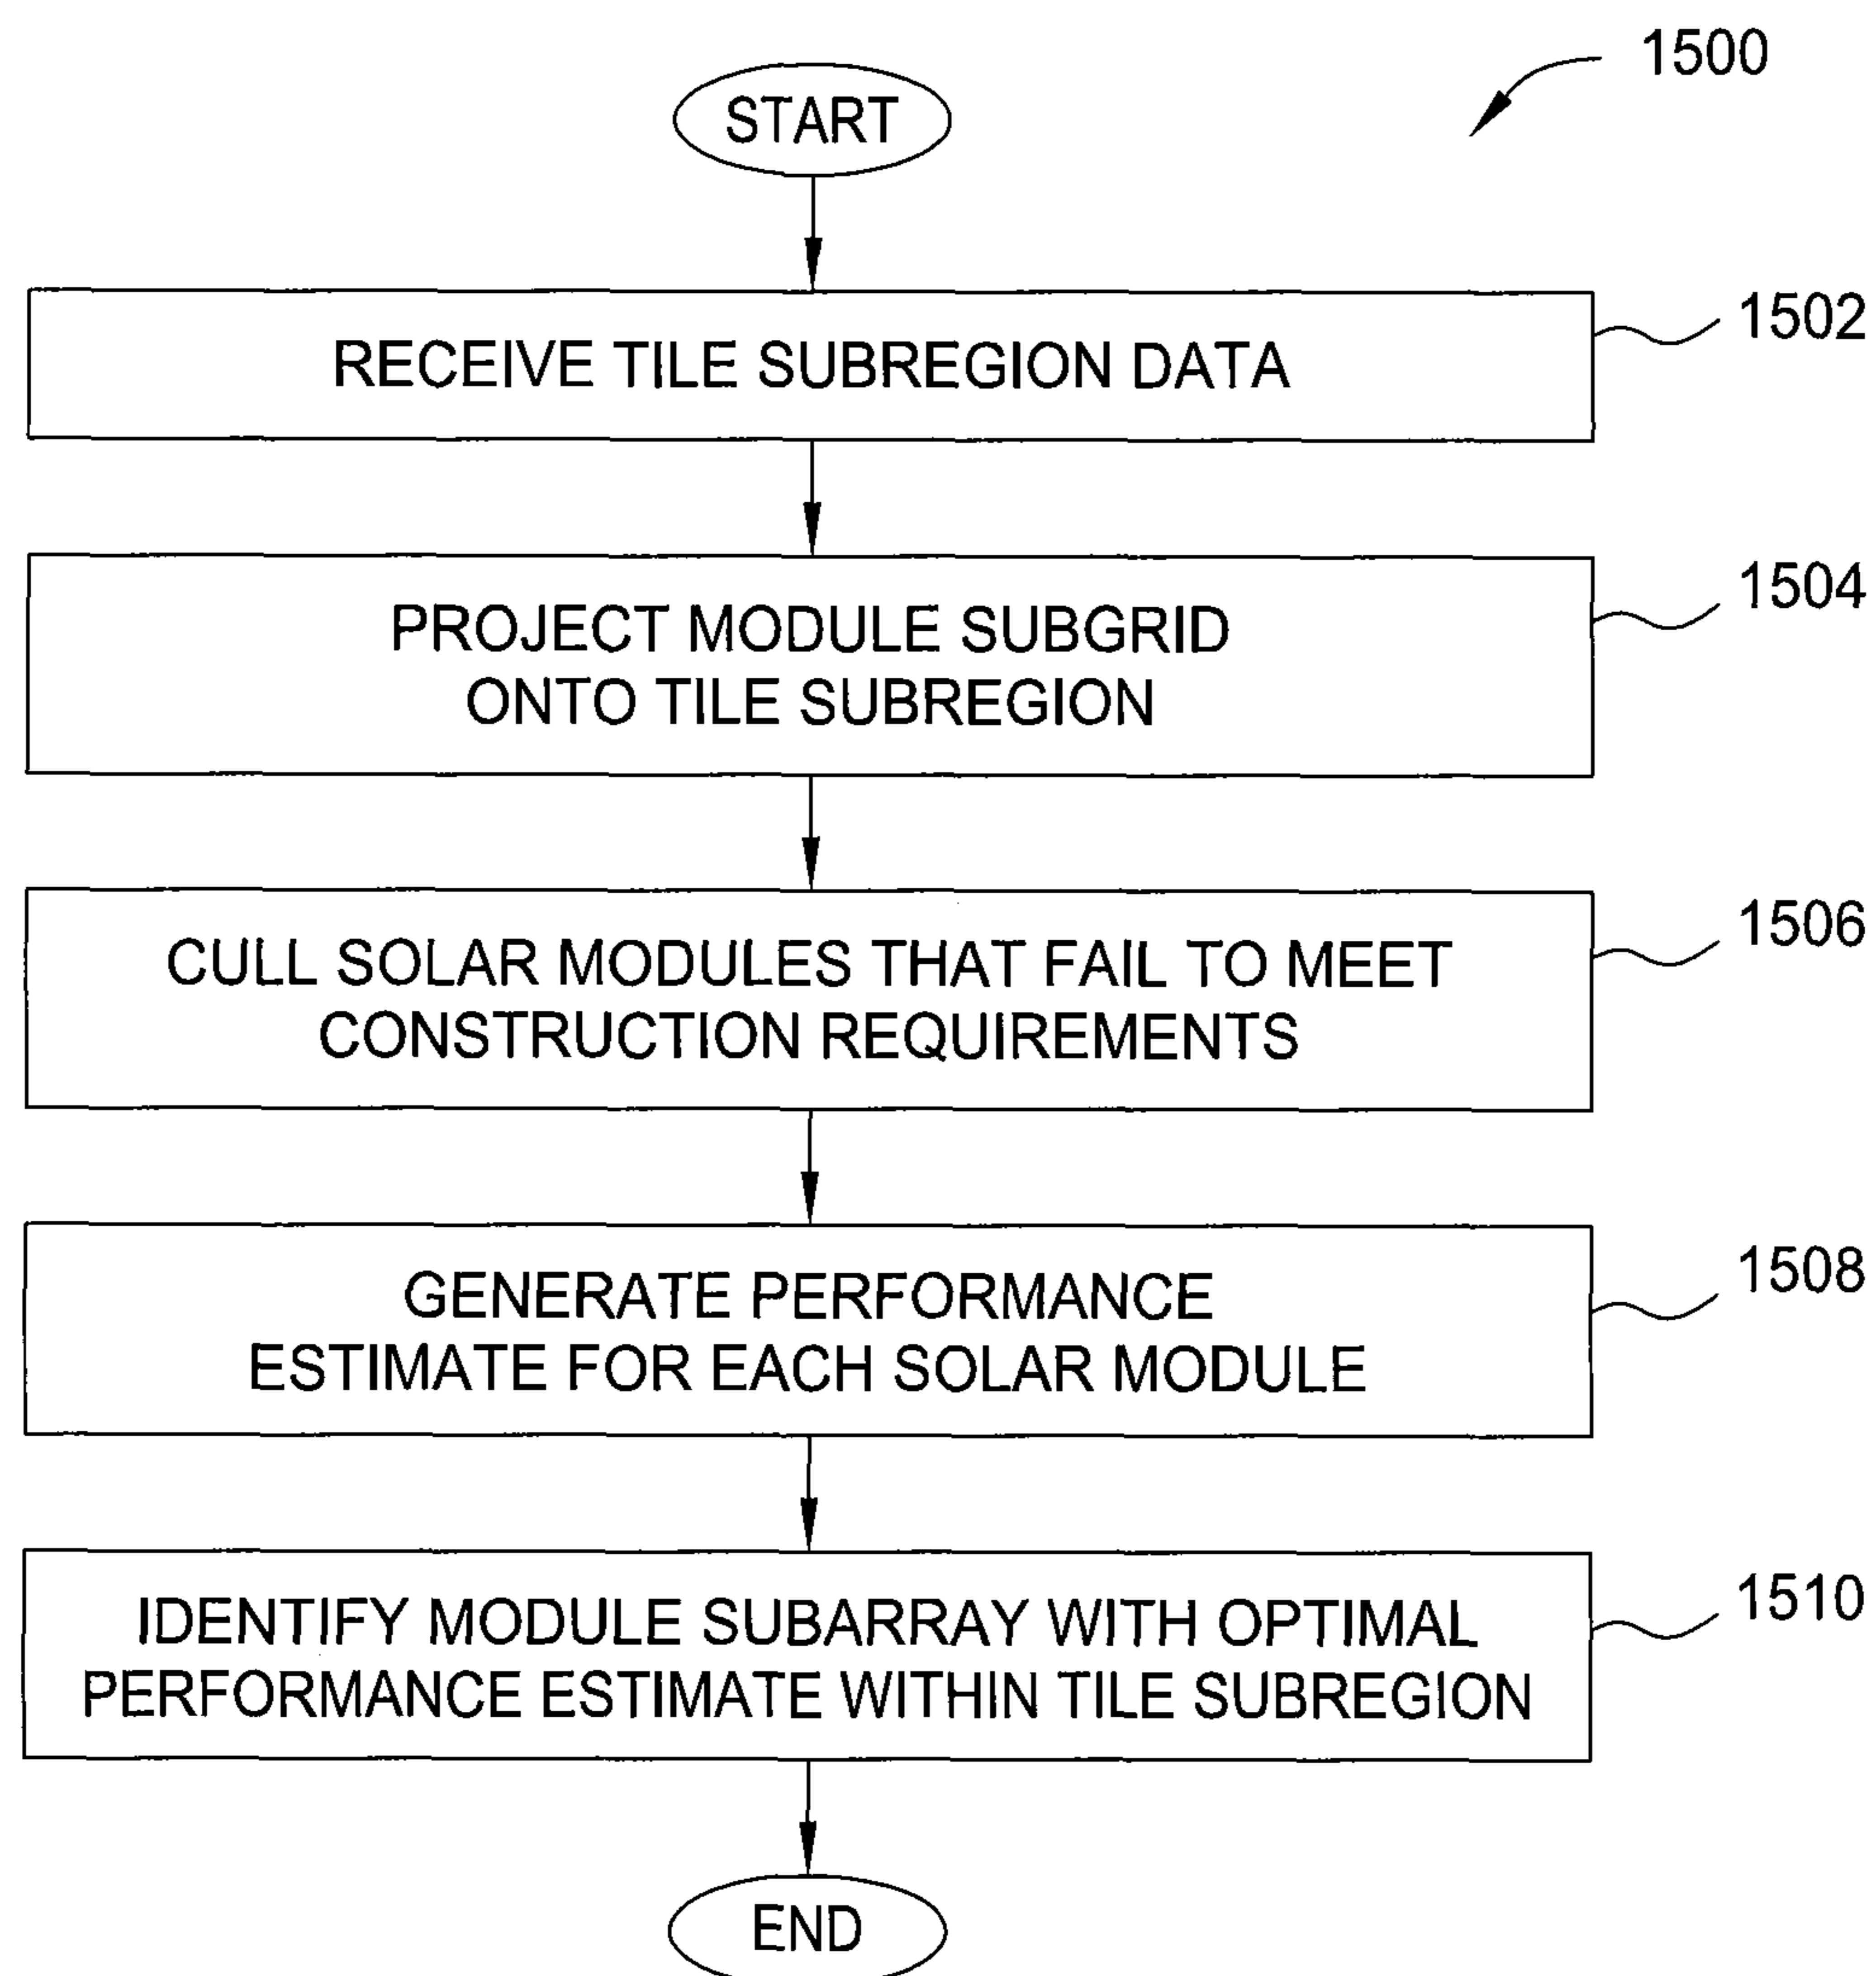 1500
START
RECEIVE TILE SUBREGION DATA
1502
PROJECT MODULE SUBGRID
ONTO TILE SUBREGION
1504
CULL SOLAR MODULES THAT FAIL TO MEET
CONSTRUCTION REQUIREMENTS
1506
GENERATE PERFORMANCE
ESTIMATE FOR EACH SOLAR MODULE
1508
IDENTIFY MODULE SUBARRAY WITH OPTIMAL
PERFORMANCE ESTIMATE WITHIN TILE SUBREGION
1510
END